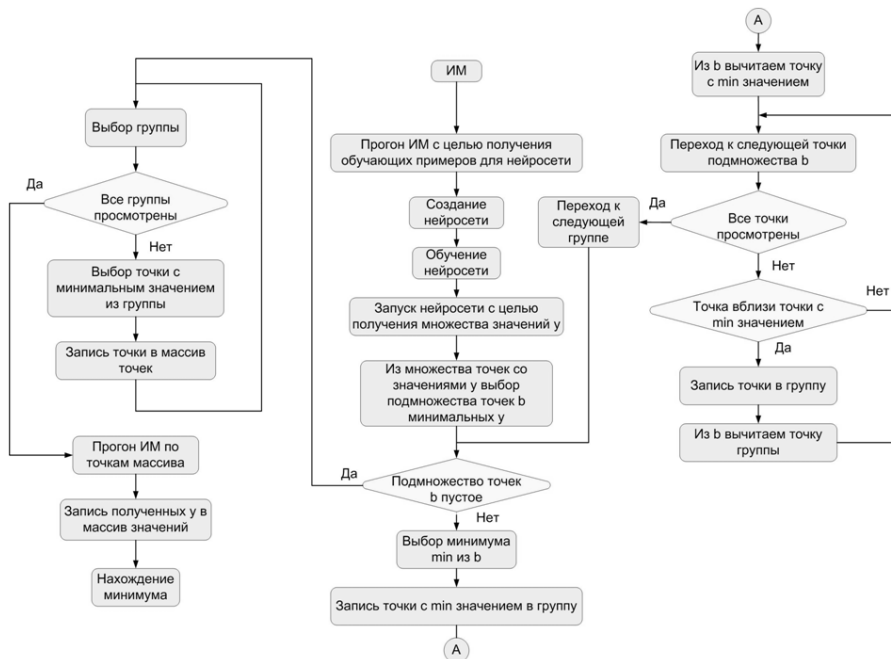 ИМ
Прогон ИМ с целью получения
обучающих примеров для нейросети
Создание
нейросети
Обучение
нейросети
Запуск нейросети с целью
получения множества значений y
Из множества точек со
значениями y выбор
подмножества точек b
минимальных y
Подмножество точек
b пустое
Да
Нет
Выбор минимума
min из b
Запись точки с min значением в группу
А
А
Из b вычитаем точку
с min значением
Переход к следующей точки
подмножества b
Все точки
просмотрены
Да
Переход к
следующей
группе
Нет
Точка вблизи точки с
min значением
Нет
Да
Запись точки в группу
Из b вычитаем точку
группы
Выбор группы
Все группы
просмотрены
Да
Нет
Выбор точки с
минимальным значением
из группы
Запись точки в массив
точек
Прогон ИМ по
точкам массива
Запись полученных y в
массив значений
Нахождение
минимума